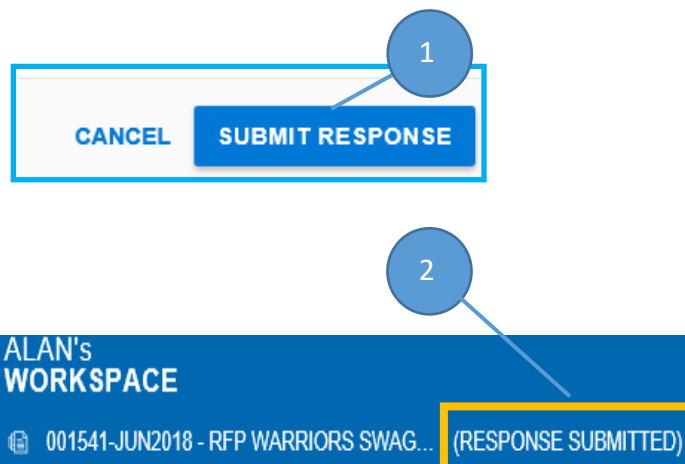 1
CANCEL SUBMIT RESPONSE
2
ALAN's
WORKSPACE
001541-JUN2018 - RFP WARRIORS SWAG... (RESPONSE SUBMITTED)